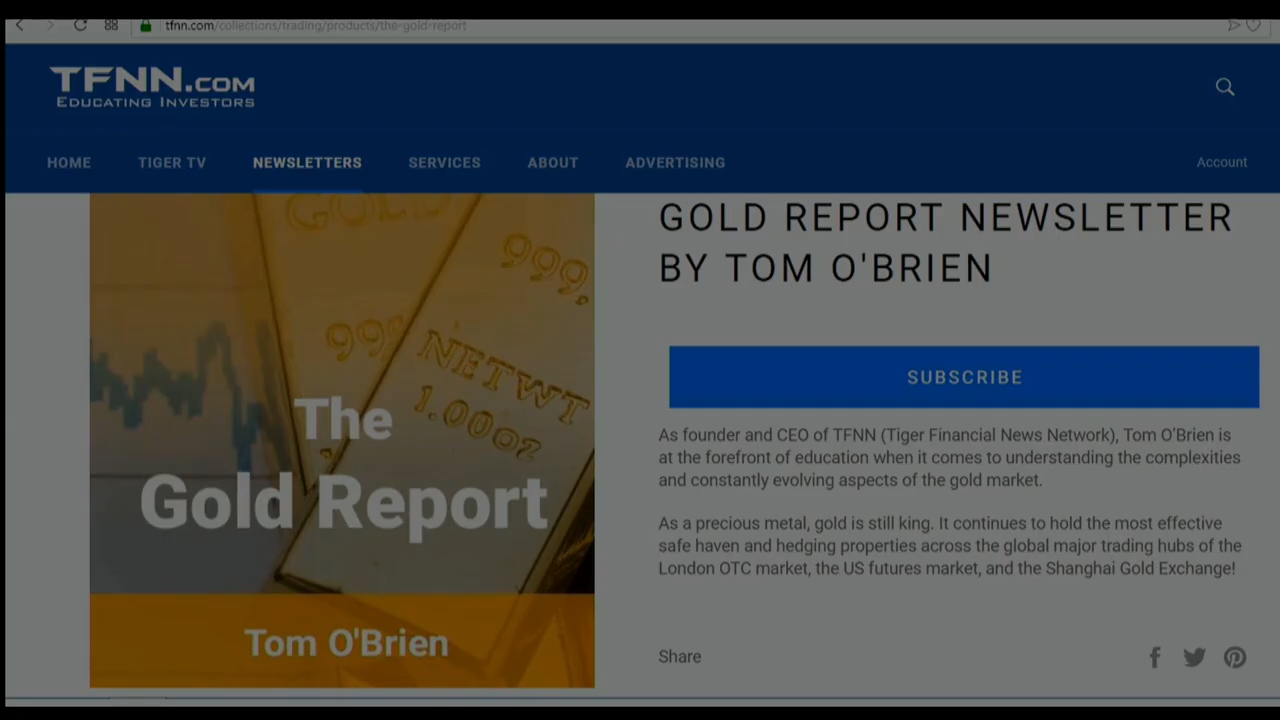 tfnn.com/collections/trading/products/the-gold-report
TFNN.COM
EDUCATING INVESTORS
HOME TIGER TV NEWSLETTERS SERVICES ABOUT ADVERTISING Account
GOLD
999.
999
NETWT
1.00oz
The
Gold Report
Tom O'Brien
GOLD REPORT NEWSLETTER
BY TOM O'BRIEN
SUBSCRIBE
As founder and CEO of TFNN (Tiger Financial News Network), Tom O’Brien is
at the forefront of education when it comes to understanding the complexities
and constantly evolving aspects of the gold market.
As a precious metal, gold is still king. It continues to hold the most effective
safe haven and hedging properties across the global major trading hubs of the
London OTC market, the US futures market, and the Shanghai Gold Exchange!
Share